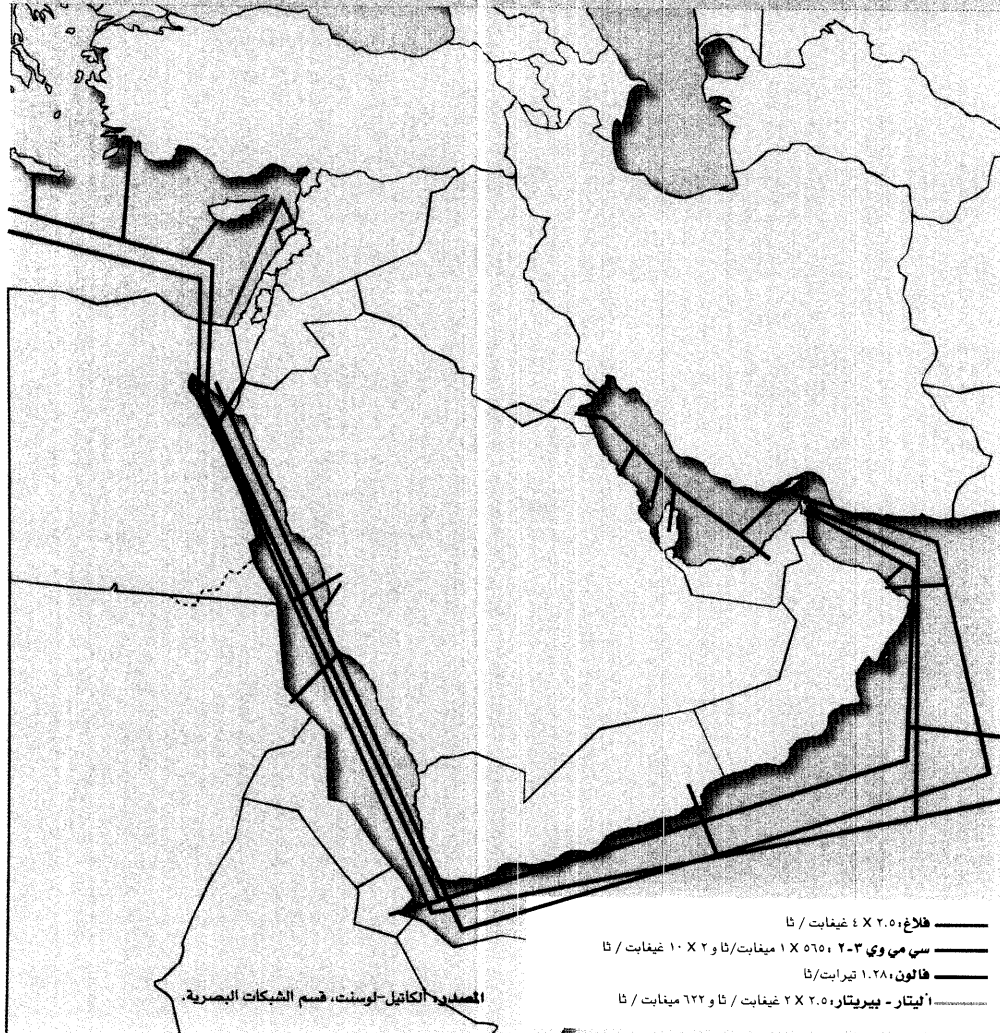 فلاغ: ٢.٥ X ٤ غيغابت / ثا
سي مي وي ٣-٢ : ٥٦٥ X ١ ميغابت/ثا و ٢ X ١٠ غيغابت / ثا
فالون: ١.٢٨ تيرابت/ثا
أليتار - بيريتار: ٢.٥ X ٢ غيغابت / ثا و ٦٢٢ ميغابت / ثا
المصدر: الكاتيل-لوسنت، قسم الشبكات البصرية.